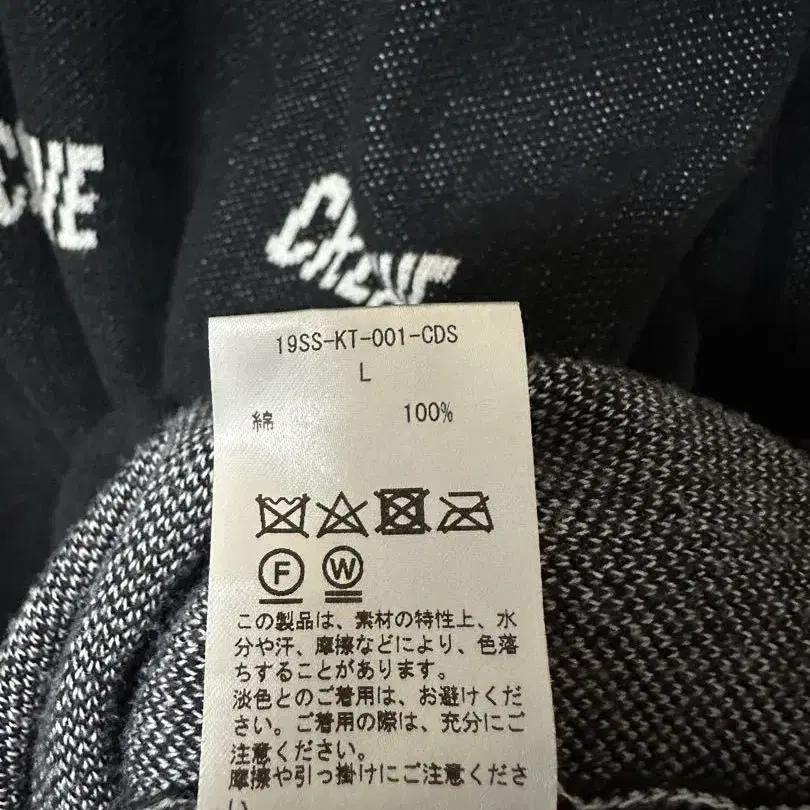 CXCXE
19SS-KT-001-CDS
L
綿 100%
F W
この製品は、素材の特性上、水
分や汗、摩擦などにより、色落
ちすることがあります。
淡色とのご着用は、お避けくだ
さい。ご着用の際は、充分にご
注意ください。
摩擦や引っ掛けにご注意くださ
い。